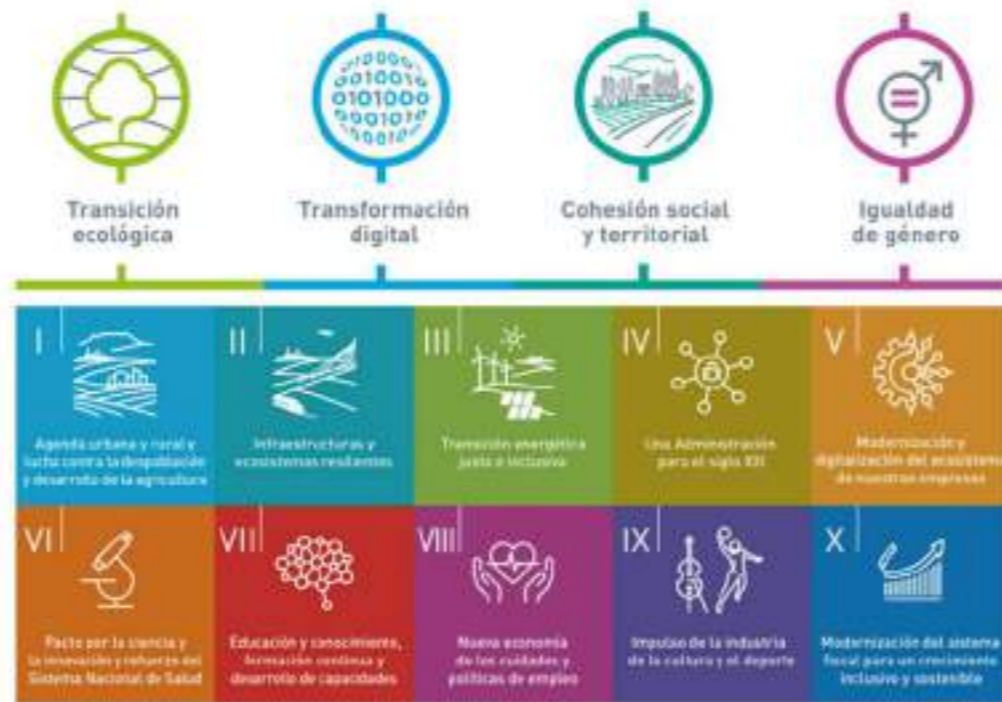 Transición
ecológica
Transformación
digital
Cohesión social
y territorial
Igualdad
de género
I
Agenda urbana y rural y
lucha contra la despoblación
y desarrollo de la agricultura
II
Infraestructuras y
ecosistemas resilientes
III
Transición energética
justa e inclusiva
IV
Una Administración
para el siglo XXI
V
Modernización y
digitalización del ecosistema
de nuestras empresas
VI
Pacto por la ciencia y
la innovación y refuerzo del
Sistema Nacional de Salud
VII
Educación y conocimiento,
formación continua y
desarrollo de capacidades
VIII
Nueva economía
de los cuidados y
políticas de empleo
IX
Impulso de la industria
de la cultura y el deporte
X
Modernización del sistema
fiscal para un crecimiento
inclusivo y sostenible